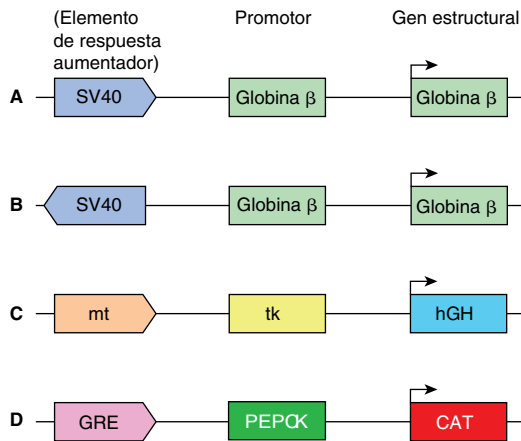 (Elemento
de respuesta
aumentador)
Promotor
Gen estructural
A
SV40
Globina β
Globina β
B
SV40
Globina β
Globina β
C
mt
tk
hGH
D
GRE
PEPCK
CAT